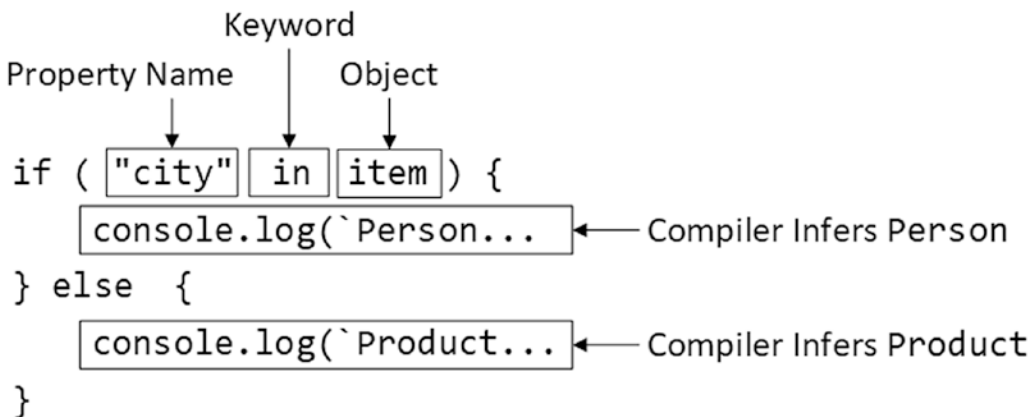 Keyword
Property Name Object
if ( "city" in item ) {
console.log(`Person... Compiler Infers Person
} else {
console.log(`Product... Compiler Infers Product
}